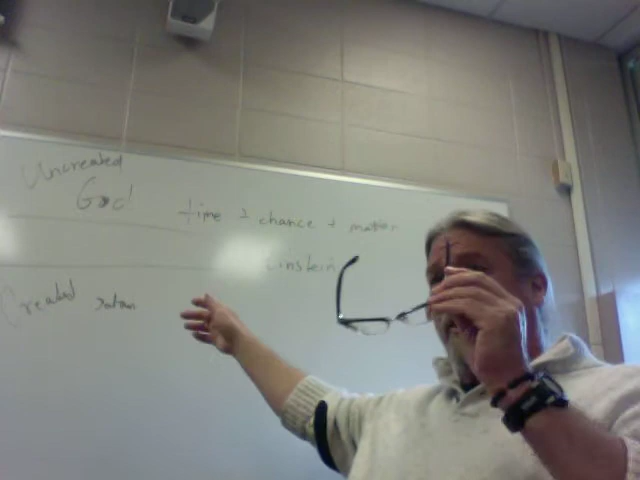 Uncreated
God
time + chance + matter
Einstein
Created satan